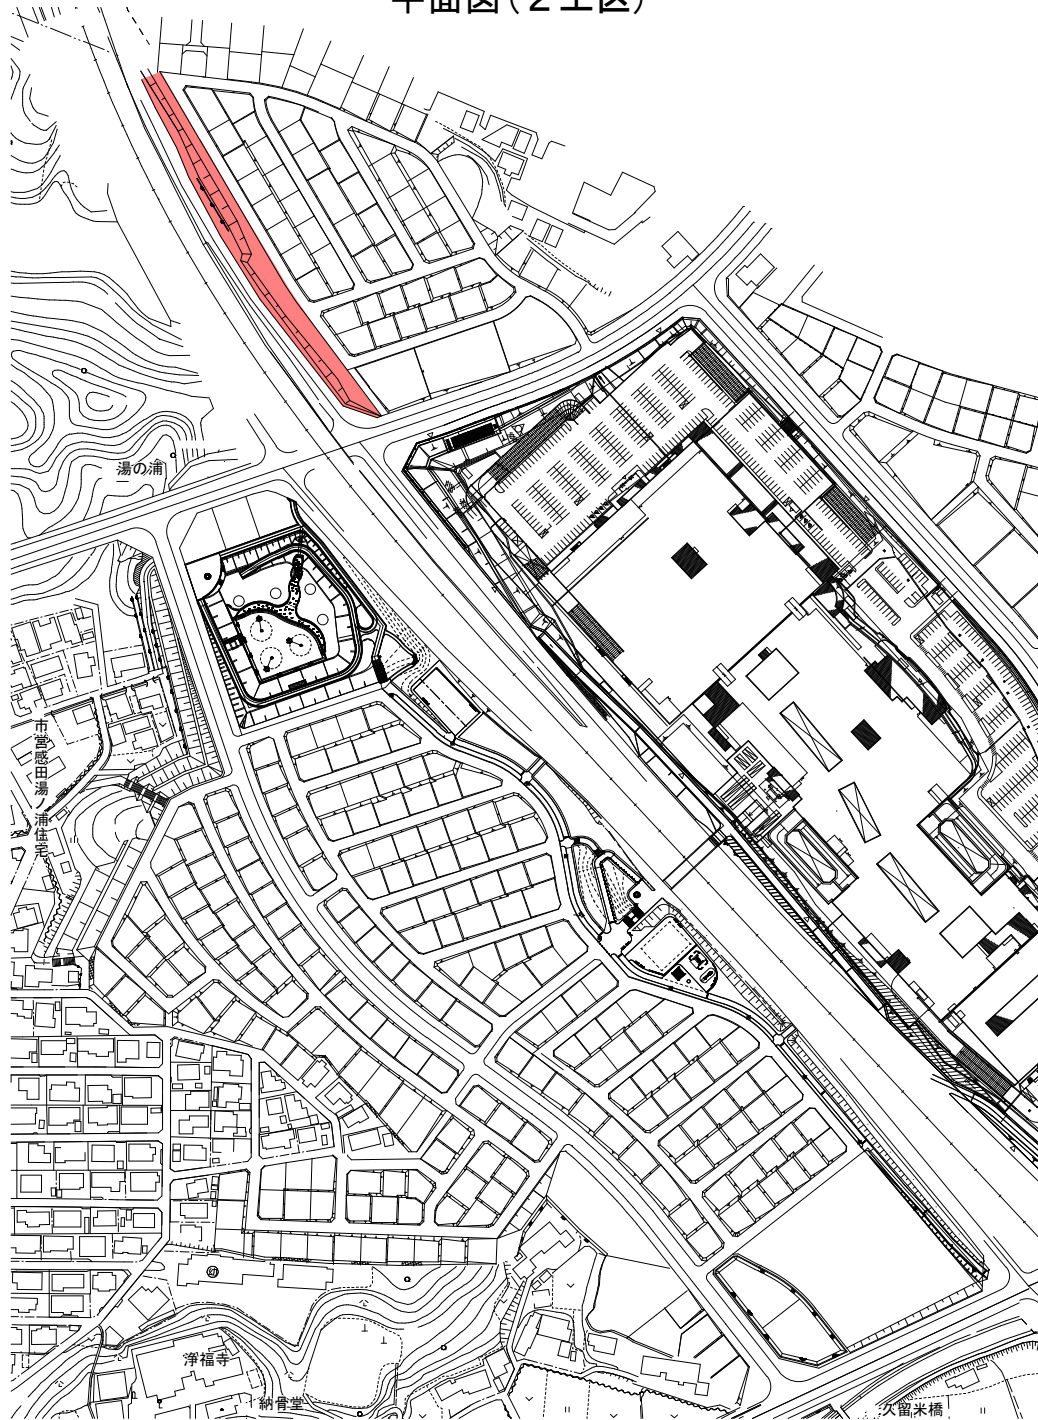 平面図(2工区)
湯の浦
市営感田湯ノ浦住宅
浄福寺
納骨堂
久留米橋